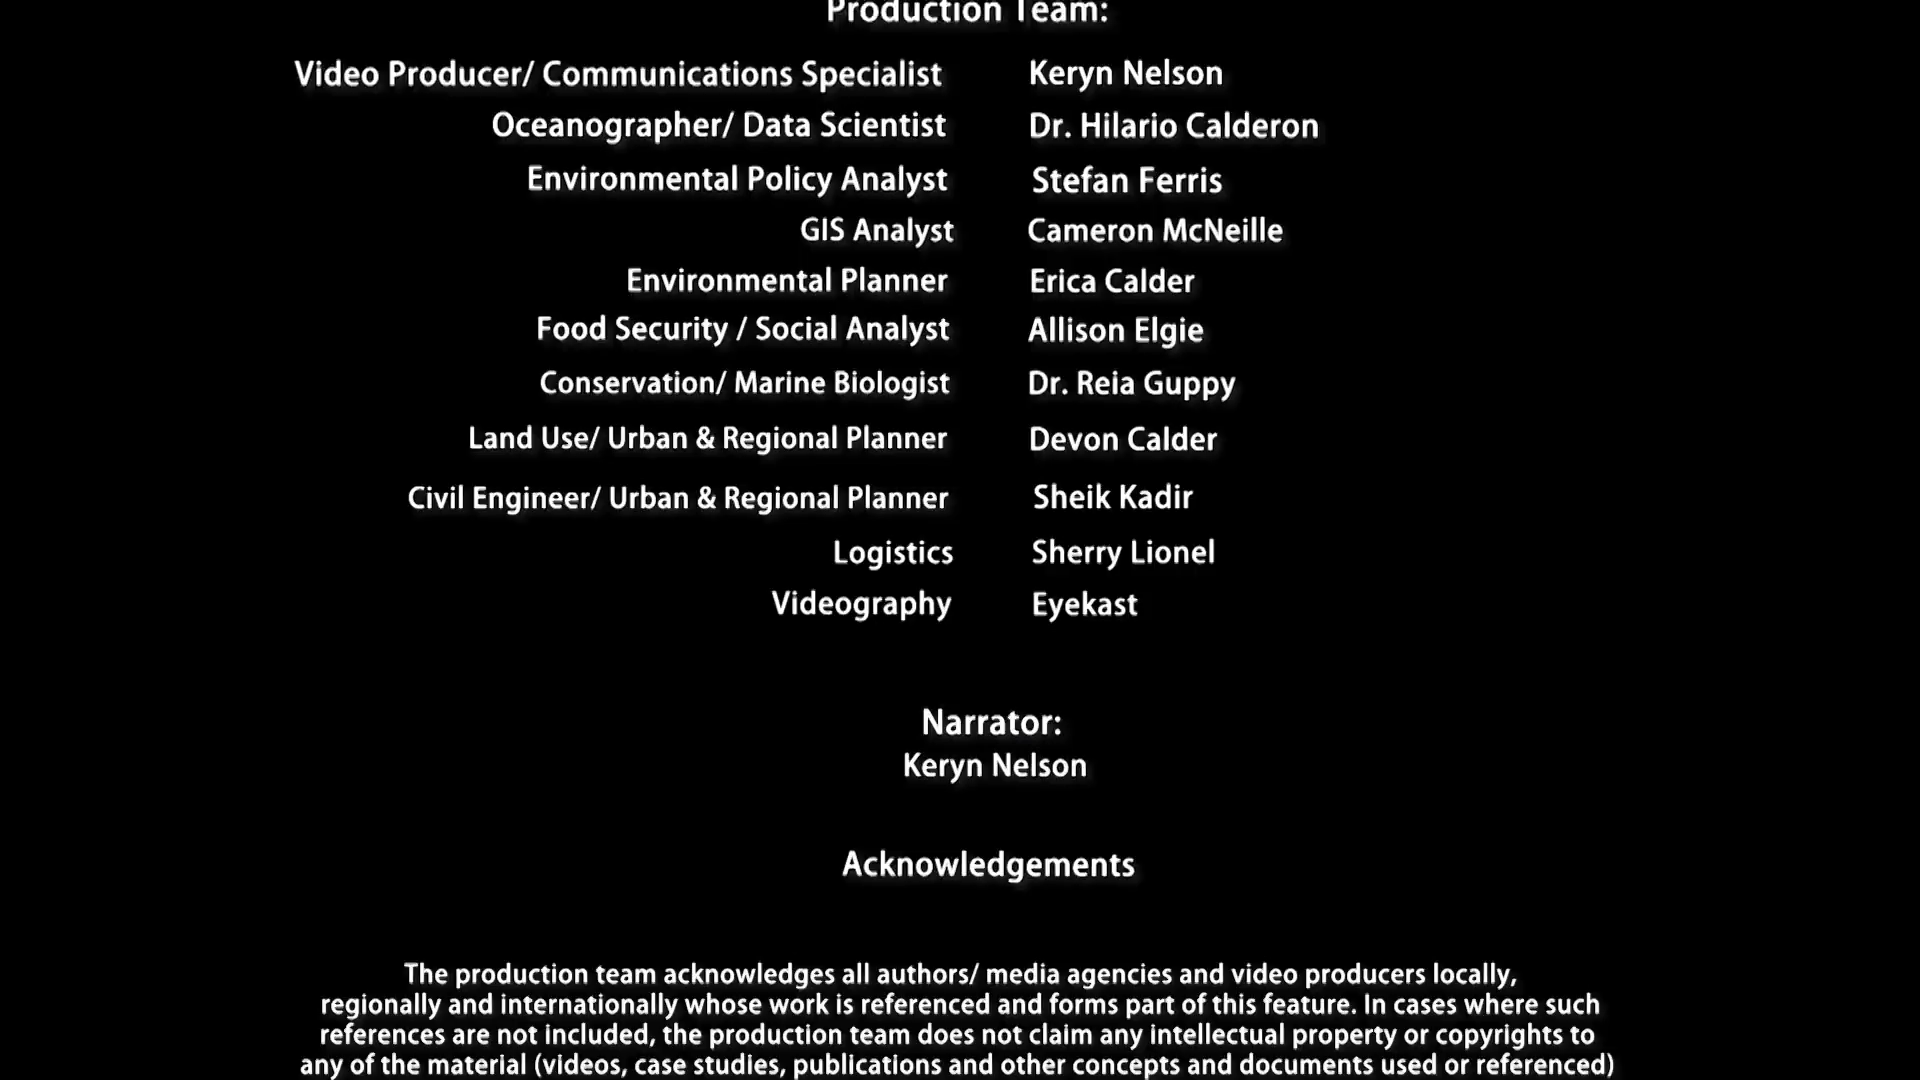 Production Team:
Video Producer/ Communications Specialist Keryn Nelson
Oceanographer/ Data Scientist Dr. Hilario Calderon
Environmental Policy Analyst Stefan Ferris
GIS Analyst Cameron McNeille
Environmental Planner Erica Calder
Food Security / Social Analyst Allison Elgie
Conservation/ Marine Biologist Dr. Reia Guppy
Land Use/ Urban & Regional Planner Devon Calder
Civil Engineer/ Urban & Regional Planner Sheik Kadir
Logistics Sherry Lionel
Videography Eyekast
Narrator:
Keryn Nelson
Acknowledgements
The production team acknowledges all authors/ media agencies and video producers locally,
regionally and internationally whose work is referenced and forms part of this feature. In cases where such
references are not included, the production team does not claim any intellectual property or copyrights to
any of the material (videos, case studies, publications and other concepts and documents used or referenced)